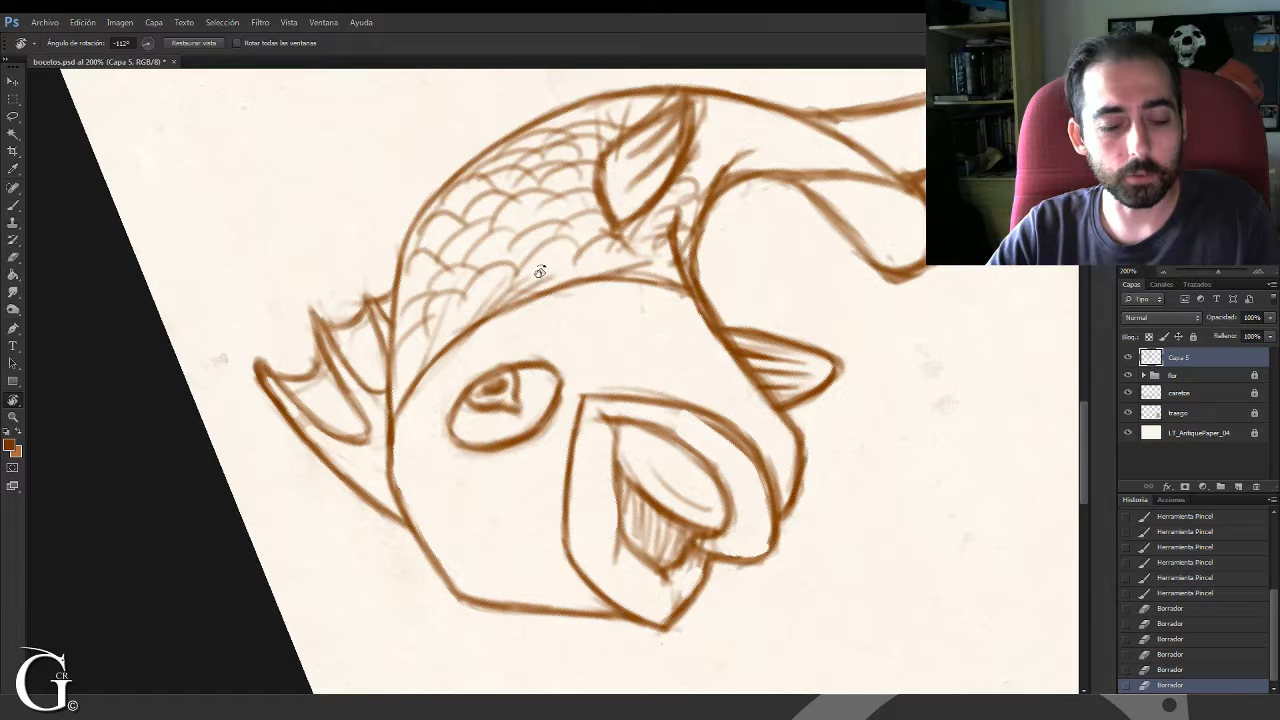 Ps Archivo Edición Imagen Capa Texto Selección Filtro Vista Ventana Ayuda
Ángulo de rotación: -112° Restaurar vista Rotar todas las ventanas
bocetos.psd al 200% (Capa 5, RGB/8) * ×
200%
Capas Canales Trazados
Tipo
Normal Opacidad: 100%
Bloq.: Relleno: 100%
Capa 5
flor
caretos
trasgo
LT_AntiquePaper_04
fx
Historia Acciones
Herramienta Pincel
Herramienta Pincel
Herramienta Pincel
Herramienta Pincel
Herramienta Pincel
Herramienta Pincel
Borrador
Borrador
Borrador
Borrador
Borrador
Borrador
G CR ©